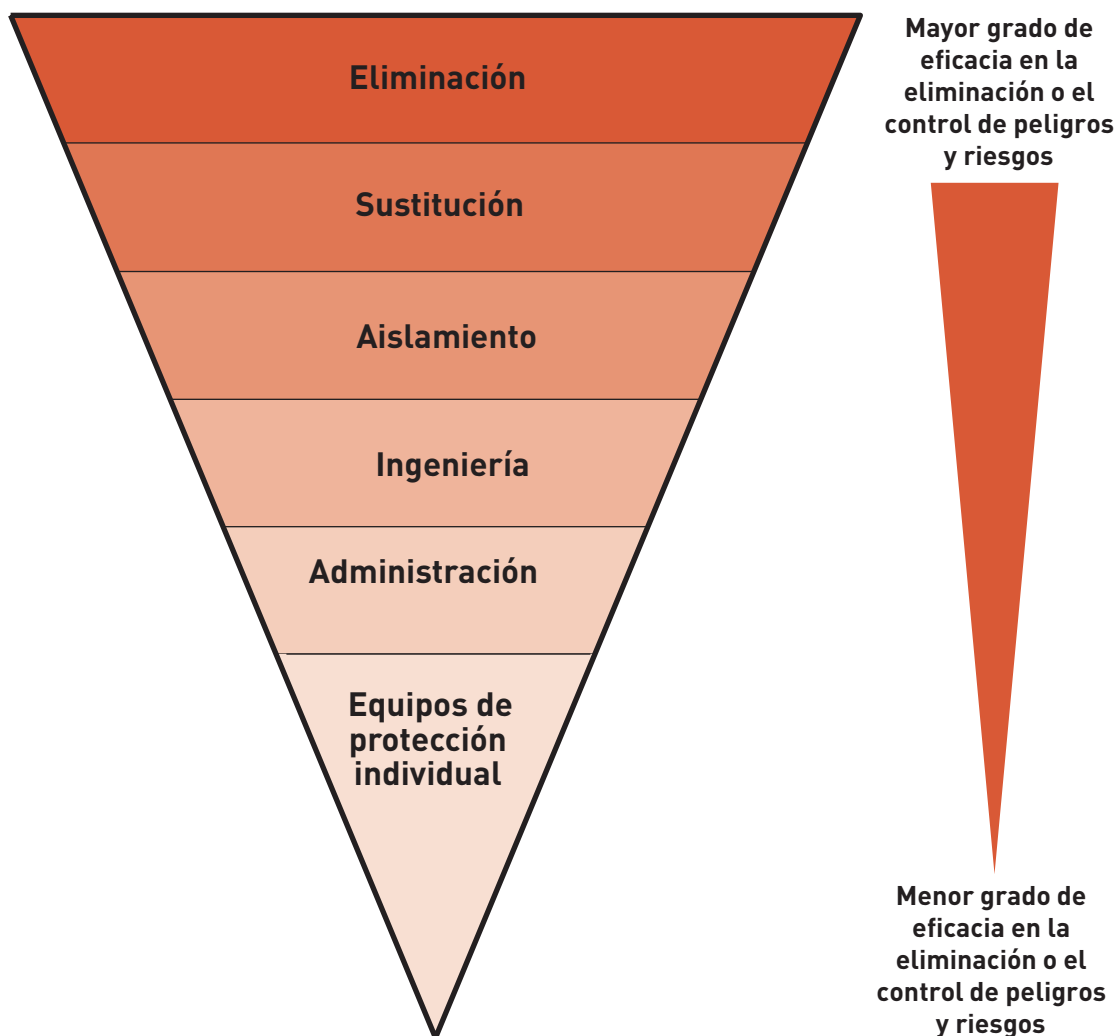 Eliminación
Sustitución
Aislamiento
Ingeniería
Administración
Equipos de
protección
individual
Mayor grado de
eficacia en la
eliminación o el
control de peligros
y riesgos
Menor grado de
eficacia en la
eliminación o el
control de peligros
y riesgos